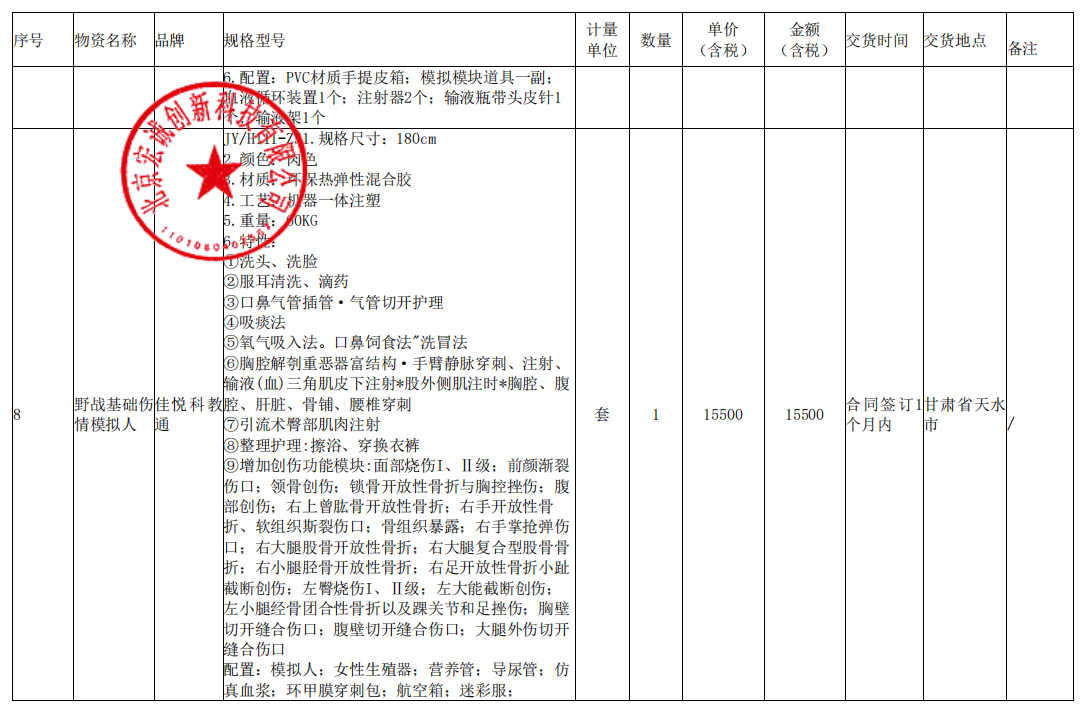 序号 物资名称 品牌 规格型号 计量单位 数量 单价（含税） 金额（含税） 交货时间 交货地点 备注
6.配置：PVC材质手提皮箱；模拟模块道具一副；
液循环装置1个；注射器2个；输液瓶带头皮针1
个；输液架1个
8 野战基础伤情模拟人 佳悦科教通 套 1 15500 15500 合同签订1个月内 甘肃省天水市 /
1.规格尺寸：180cm
2.颜色：肉色
3.材质：环保热弹性混合胶
4.工艺：机器一体注塑
5.重量：60KG
6.特性：
①洗头、洗脸
②服耳清洗、滴药
③口鼻气管插管·气管切开护理
④吸痰法
⑤氧气吸入法。口鼻饲食法"洗冒法
⑥胸腔解刳重恶器富结构·手臂静脉穿刺、注射、
输液(血)三角肌皮下注射*股外侧肌注时*胸腔、腹
腔、肝脏、骨铺、腰椎穿刺
⑦引流术臀部肌肉注射
⑧整理护理:擦浴、穿换衣裤
⑨增加创伤功能模块:面部烧伤I、Ⅱ级；前颜渐裂
伤口；领骨创伤；锁骨开放性骨折与胸控挫伤；腹
部创伤；右上曾肱骨开放性骨折；右手开放性骨
折、软组织斯裂伤口；骨组织暴露；右手掌抢弹伤
口；右大腿股骨开放性骨折；右大腿复合型股骨骨
折；右小腿胫骨开放性骨折；右足开放性骨折小趾
截断创伤；左臀烧伤I、Ⅱ级；左大能截断创伤；
左小腿经骨团合性骨折以及踝关节和足挫伤；胸壁
切开缝合伤口；腹壁切开缝合伤口；大腿外伤切开
缝合伤口
配置：模拟人；女性生殖器；营养管；导尿管；仿
真血浆；环甲膜穿刺包；航空箱；迷彩服；
北京宏诚创新科技有限公司